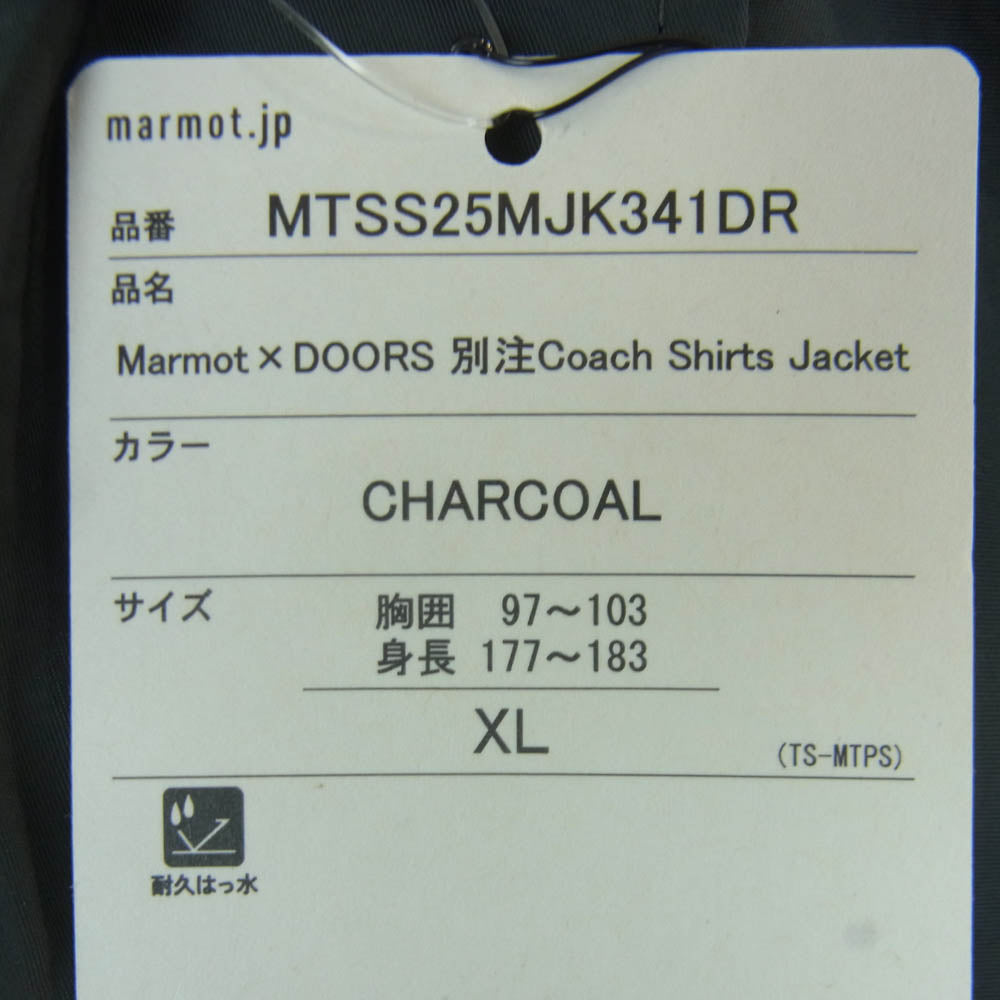 marmot.jp
品番 MTSS25MJK341DR
品名
Marmot×DOORS 別注Coach Shirts Jacket
カラー
CHARCOAL
サイズ 胸囲 97～103
身長 177～183
XL
(TS-MTPS)
耐久はっ水